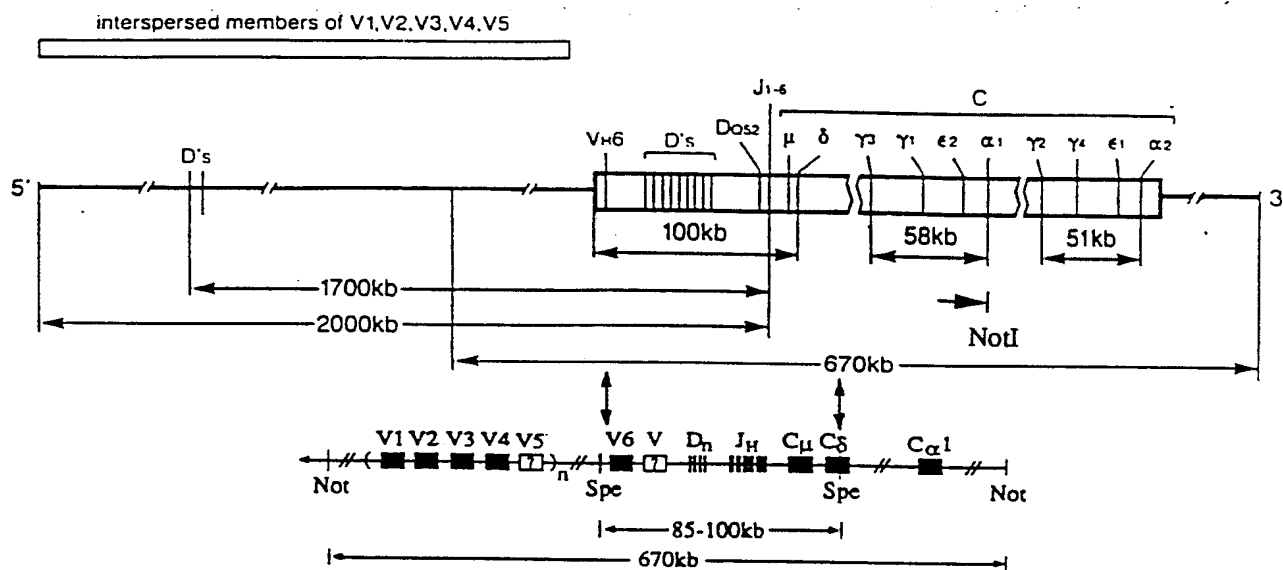 interspersed members of V1,V2,V3,V4,V5
J1-6
C
D's
VH6
D's
DQ52
μ
δ
γ3
γ1
ε2
α1
γ2
γ4
ε1
α2
5'
3
100kb
58kb
51kb
1700kb
2000kb
NotI
670kb
V1 V2 V3 V4 V5 V6 V Dn JH Cμ Cδ Cα1
( ? )n ?
Not Spe Spe Not
85-100kb
670kb